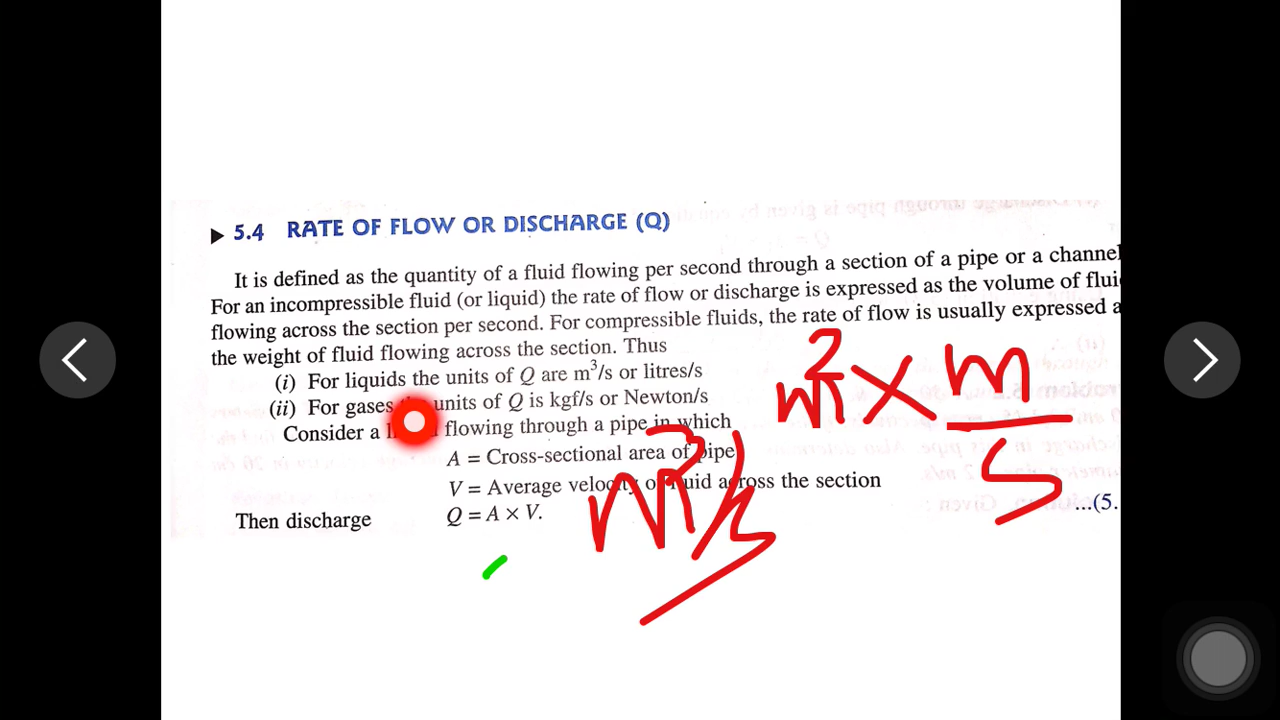 5.4 RATE OF FLOW OR DISCHARGE (Q)
It is defined as the quantity of a fluid flowing per second through a section of a pipe or a channel
For an incompressible fluid (or liquid) the rate of flow or discharge is expressed as the volume of flui
flowing across the section per second. For compressible fluids, the rate of flow is usually expressed a
the weight of fluid flowing across the section. Thus
(i) For liquids the units of Q are m³/s or litres/s
(ii) For gases units of Q is kgf/s or Newton/s
Consider a flowing through a pipe in which
A = Cross-sectional area of pipe
V = Average velocity of fluid across the section
Then discharge Q = A × V. ...(5.
m² × m/s
m³/s